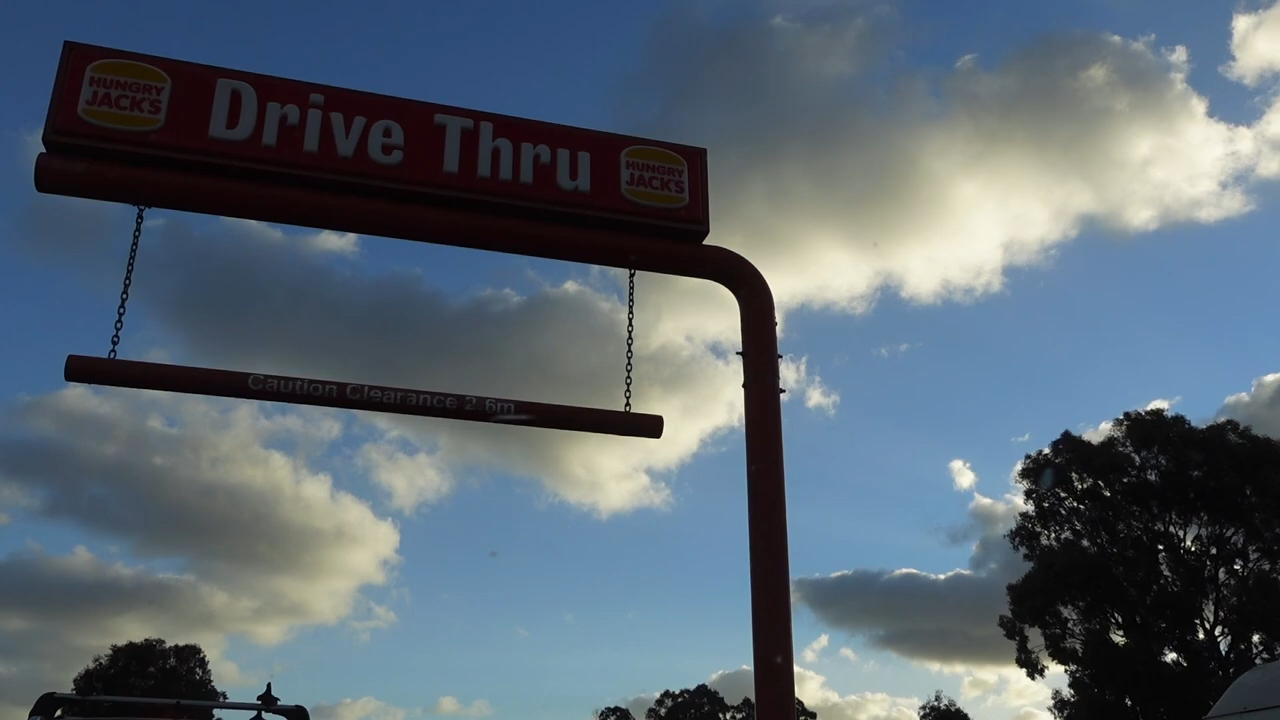 HUNGRY
JACK'S
Drive Thru
HUNGRY
JACK'S
Caution Clearance 2.6m